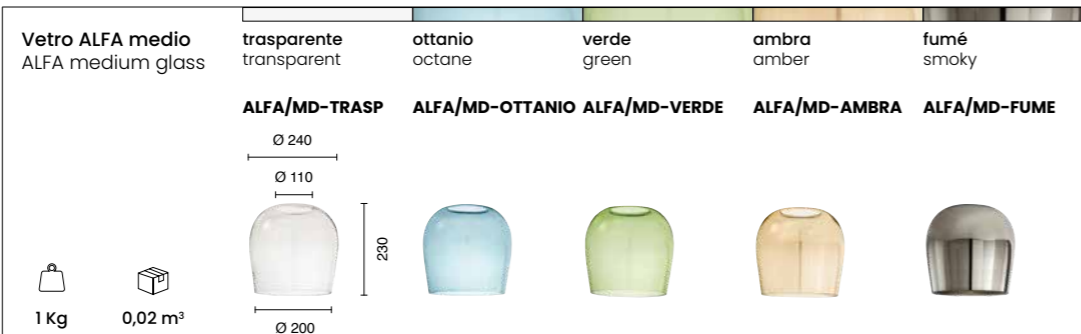 Vetro ALFA medio
ALFA medium glass
trasparente
transparent
ottanio
octane
verde
green
ambra
amber
fumé
smoky
ALFA/MD-TRASP
ALFA/MD-OTTANIO
ALFA/MD-VERDE
ALFA/MD-AMBRA
ALFA/MD-FUME
Ø 240
Ø 110
230
Ø 200
1 Kg
0,02 m³